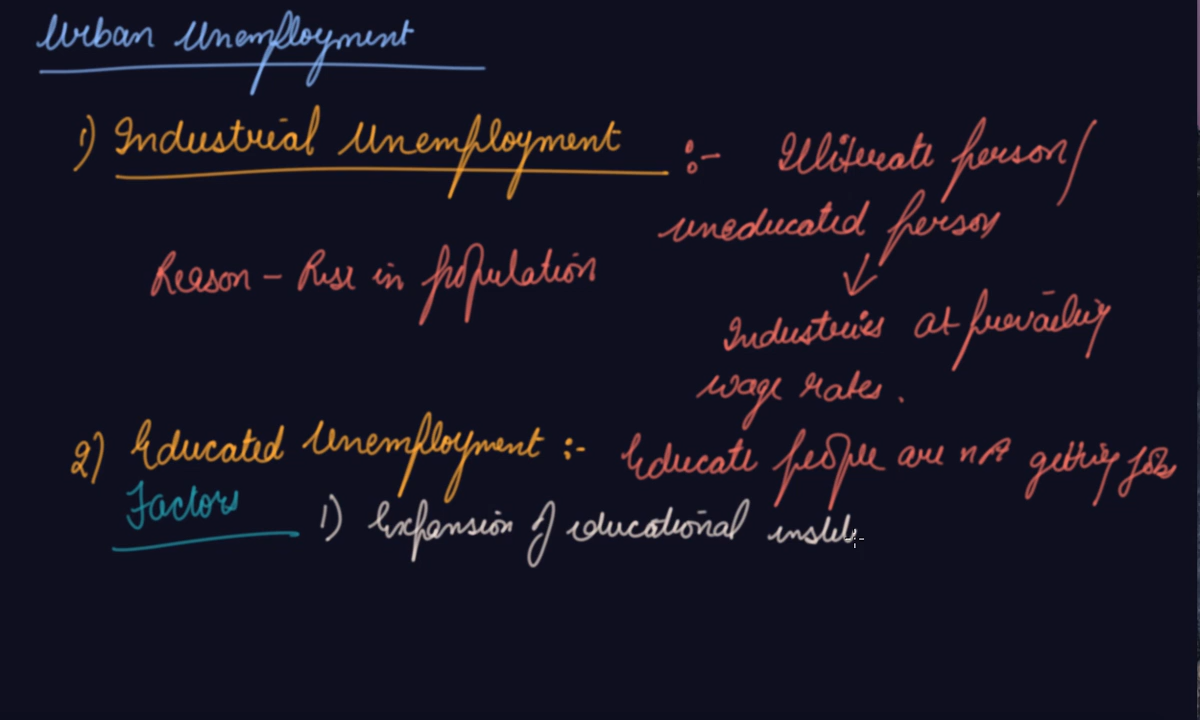 Urban Unemployment
1) Industrial Unemployment :- Illiterate person/
uneducated person
Reason - Rise in population
↓
Industries at prevailing
wage rates.
2) Educated Unemployment :- Educate people are not getting jobs
Factors 1) Expansion of educational instit